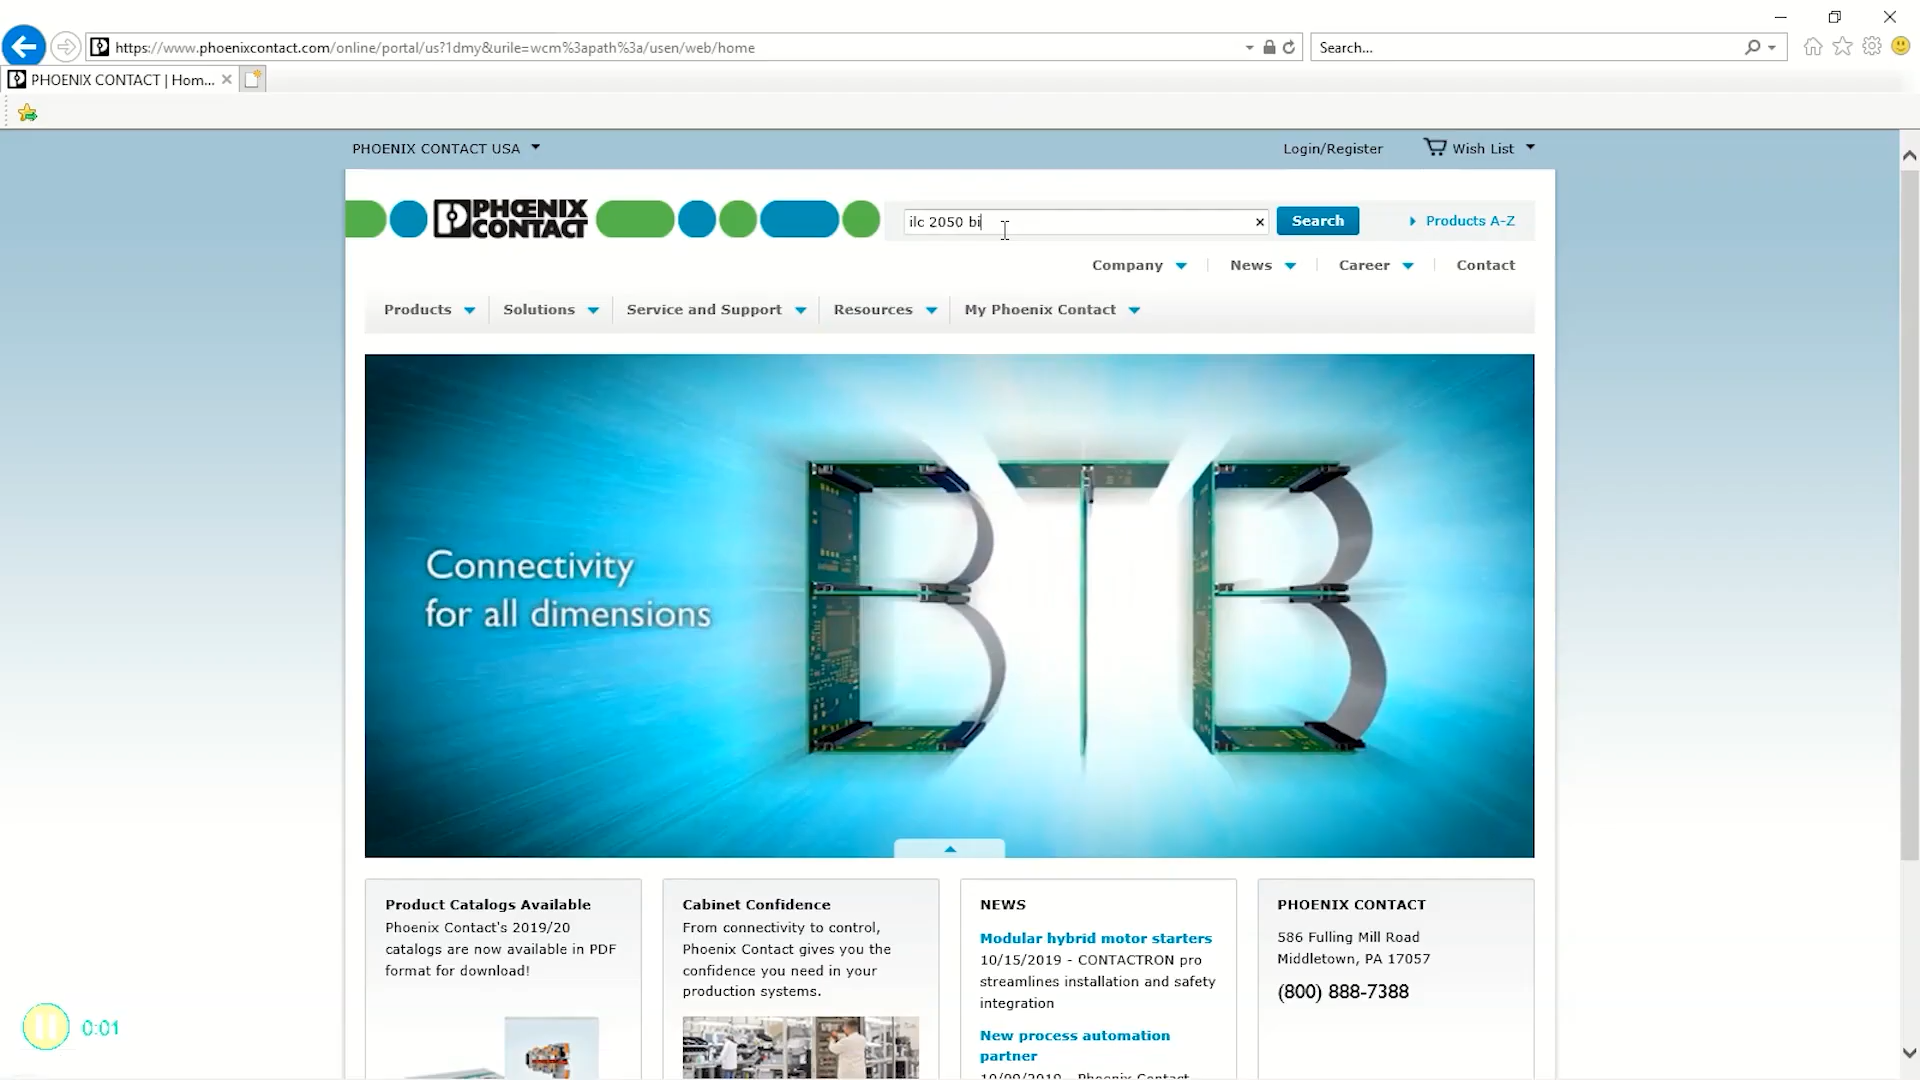 https://www.phoenixcontact.com/online/portal/us?1dmy&urile=wcm%3apath%3a/usen/web/home
Search...
PHOENIX CONTACT | Hom...
PHOENIX CONTACT USA
Login/Register
Wish List
PHŒNIX
CONTACT
ilc 2050 bi
Search
Products A-Z
Company
News
Career
Contact
Products
Solutions
Service and Support
Resources
My Phoenix Contact
Connectivity
for all dimensions
BTB
Product Catalogs Available
Phoenix Contact's 2019/20
catalogs are now available in PDF
format for download!
Cabinet Confidence
From connectivity to control,
Phoenix Contact gives you the
confidence you need in your
production systems.
NEWS
Modular hybrid motor starters
10/15/2019 - CONTACTRON pro
streamlines installation and safety
integration
New process automation
partner
10/09/2019 - Phoenix Contact
PHOENIX CONTACT
586 Fulling Mill Road
Middletown, PA 17057
(800) 888-7388
0:01